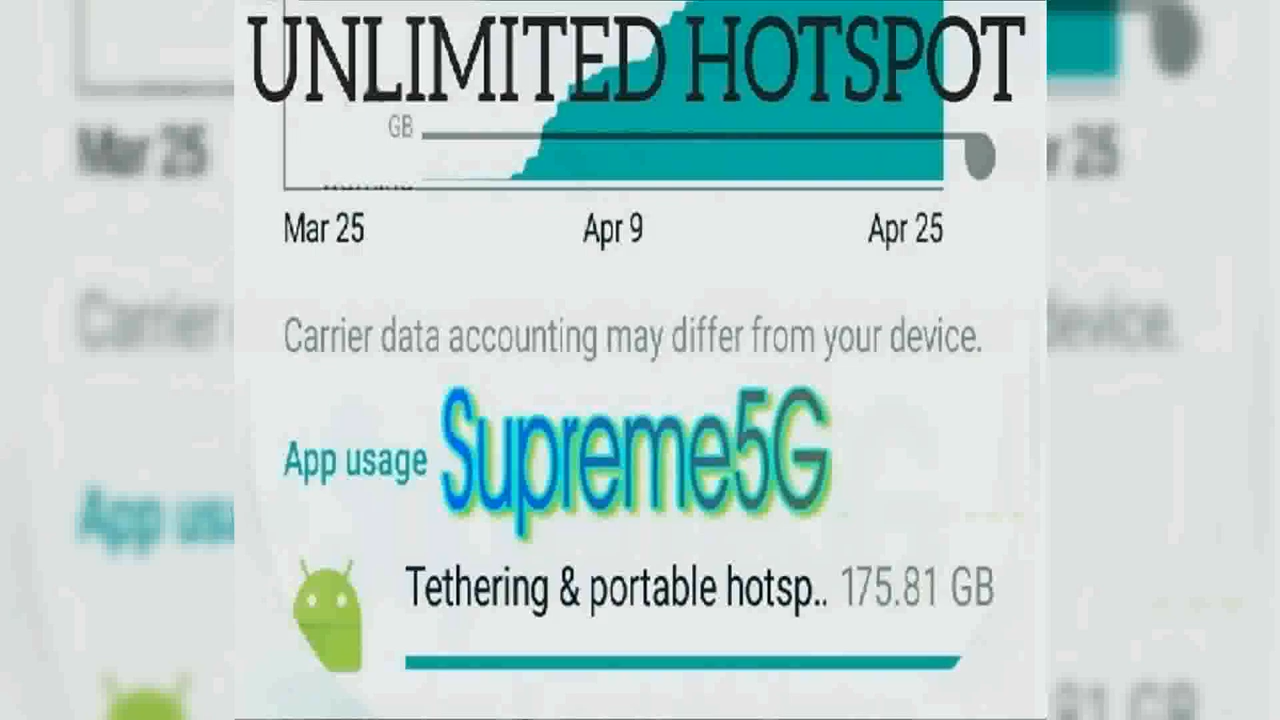 UNLIMITED HOTSPOT
GB
Mar 25 Apr 9 Apr 25
Carrier data accounting may differ from your device.
App usage Supreme5G
Tethering & portable hotsp.. 175.81 GB